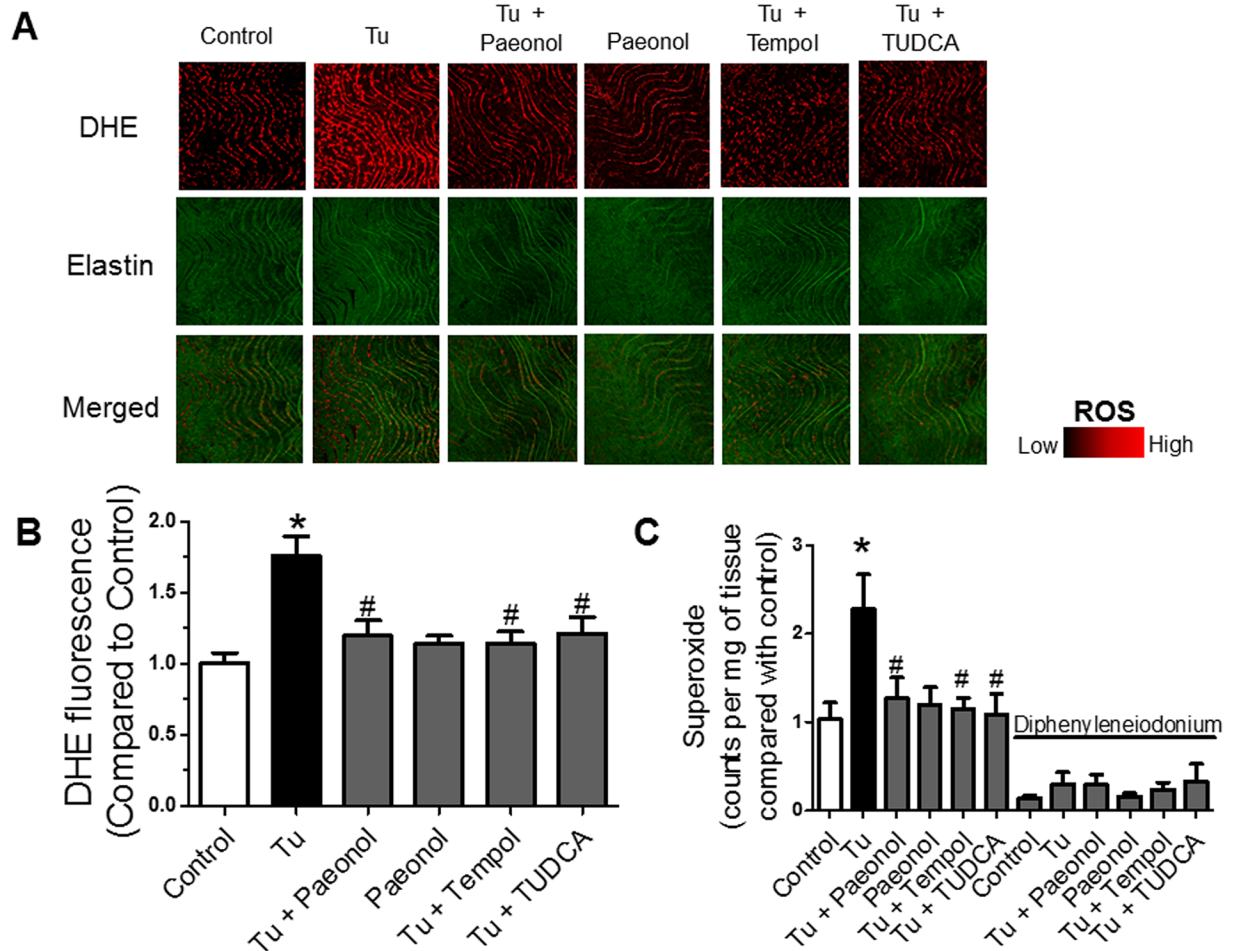 A
Control
Tu
Tu +
Paeonol
Paeonol
Tu +
Tempol
Tu +
TUDCA
DHE
Elastin
Merged
ROS
Low
High
B
DHE fluorescence
(Compared to Control)
2.0
1.5
1.0
0.5
0.0
*
#
#
#
Control
Tu
Tu + Paeonol
Paeonol
Tu + Tempol
Tu + TUDCA
C
Superoxide
(counts per mg of tissue
compared with control)
3
2
1
0
*
#
#
#
Diphenyleneiodonium
Control
Tu
Tu + Paeonol
Paeonol
Tu + Tempol
Tu + TUDCA
Control
Tu
Tu + Paeonol
Paeonol
Tu + Tempol
Tu + TUDCA